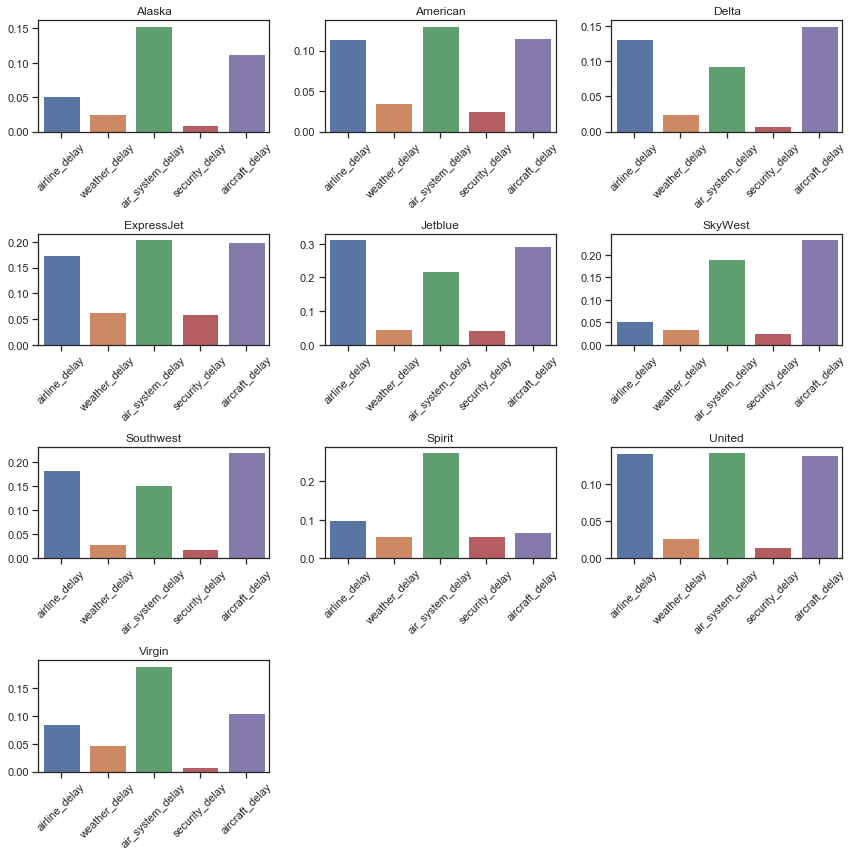 Alaska
0.15
0.10
0.05
0.00
airline_delay
weather_delay
air_system_delay
security_delay
aircraft_delay
American
0.10
0.05
0.00
airline_delay
weather_delay
air_system_delay
security_delay
aircraft_delay
Delta
0.15
0.10
0.05
0.00
airline_delay
weather_delay
air_system_delay
security_delay
aircraft_delay
ExpressJet
0.20
0.15
0.10
0.05
0.00
airline_delay
weather_delay
air_system_delay
security_delay
aircraft_delay
Jetblue
0.3
0.2
0.1
0.0
airline_delay
weather_delay
air_system_delay
security_delay
aircraft_delay
SkyWest
0.20
0.15
0.10
0.05
0.00
airline_delay
weather_delay
air_system_delay
security_delay
aircraft_delay
Southwest
0.20
0.15
0.10
0.05
0.00
airline_delay
weather_delay
air_system_delay
security_delay
aircraft_delay
Spirit
0.2
0.1
0.0
airline_delay
weather_delay
air_system_delay
security_delay
aircraft_delay
United
0.10
0.05
0.00
airline_delay
weather_delay
air_system_delay
security_delay
aircraft_delay
Virgin
0.15
0.10
0.05
0.00
airline_delay
weather_delay
air_system_delay
security_delay
aircraft_delay